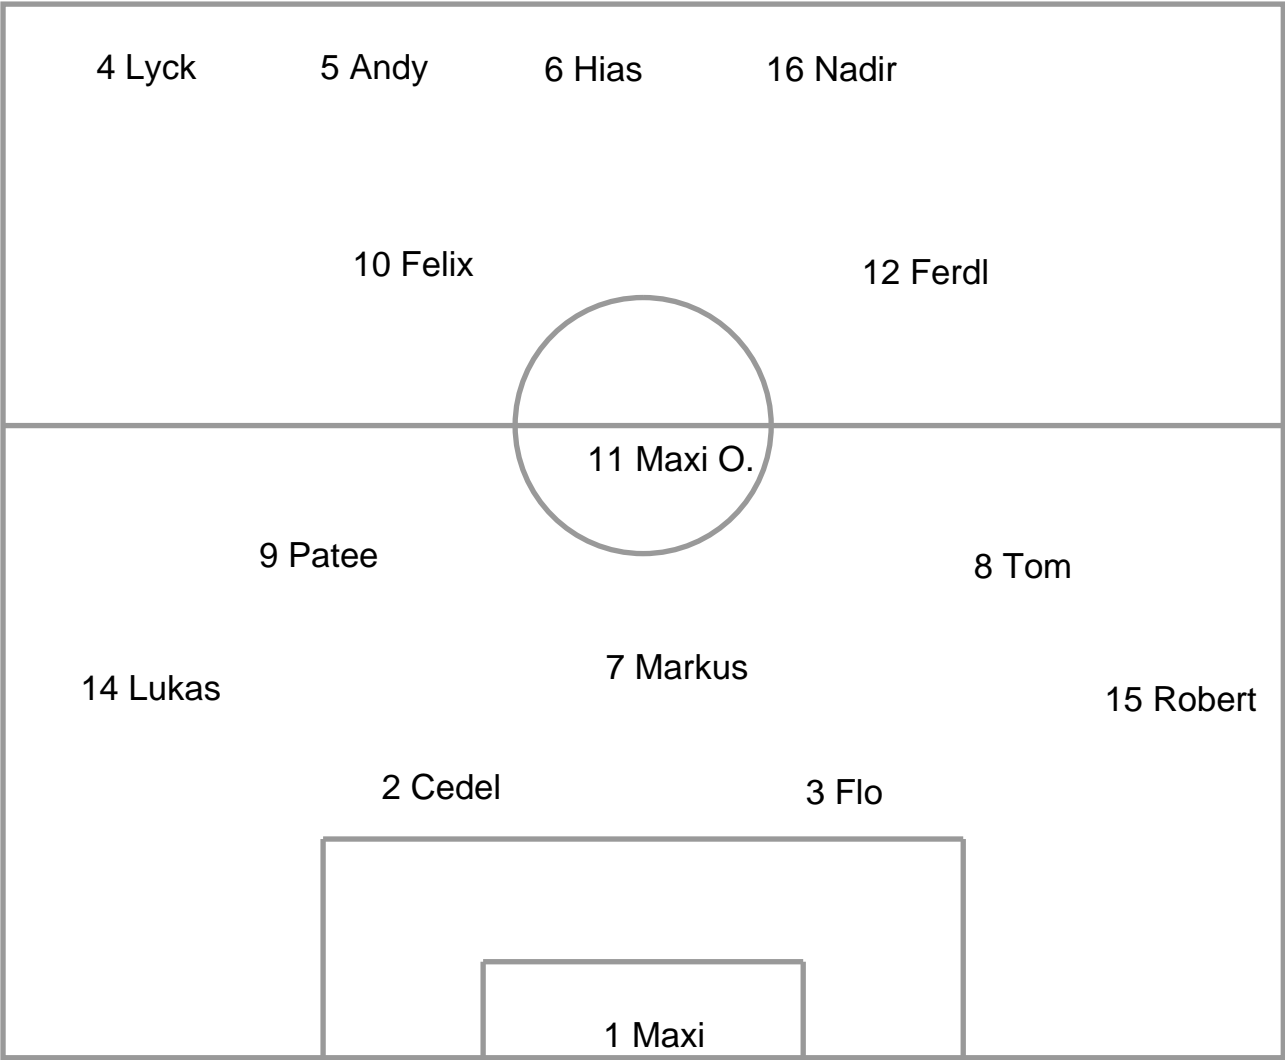 4 Lyck
5 Andy
6 Hias
16 Nadir
10 Felix
12 Ferdl
11 Maxi O.
9 Patee
8 Tom
7 Markus
14 Lukas
15 Robert
2 Cedel
3 Flo
1 Maxi